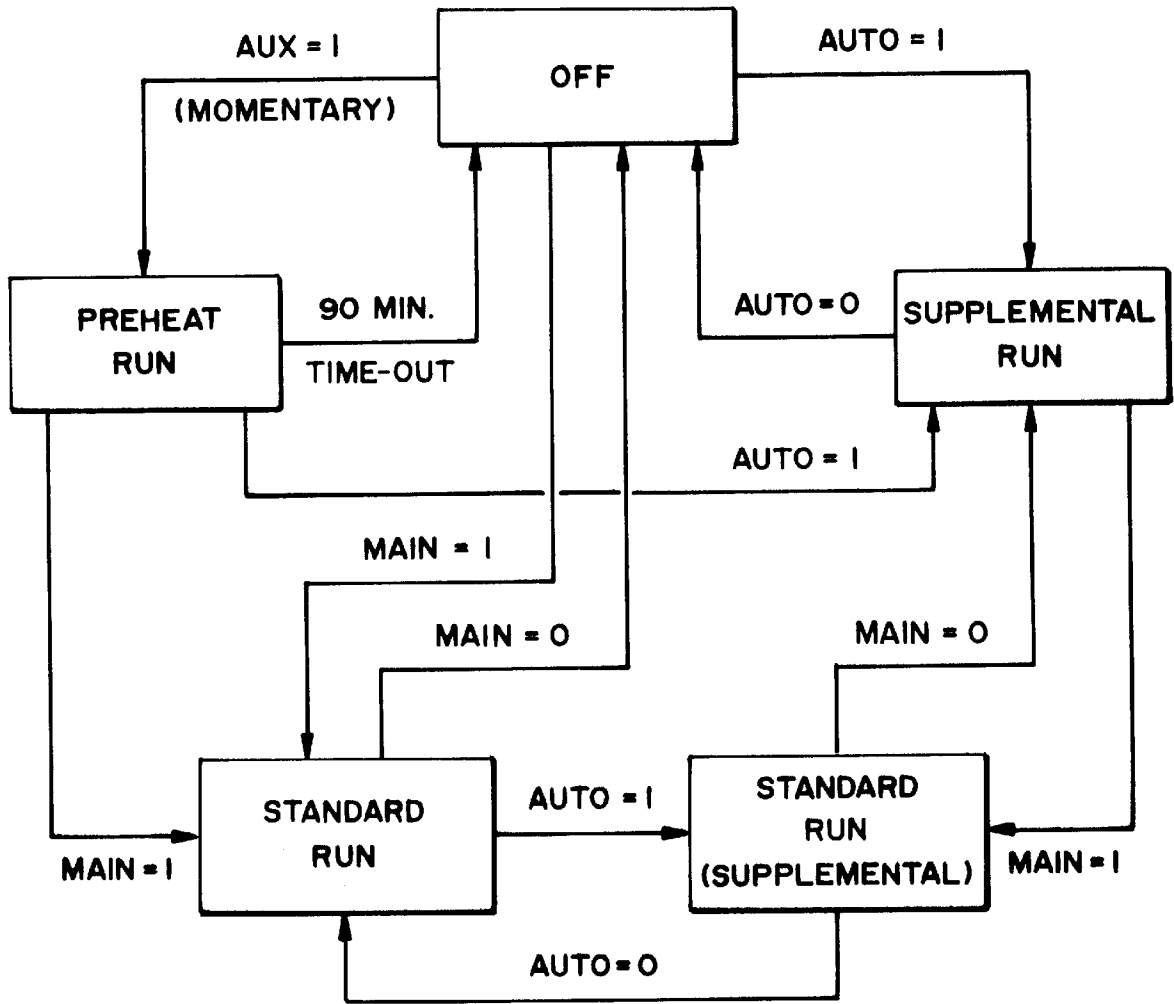 AUX = 1
(MOMENTARY)
OFF
AUTO = 1
PREHEAT
RUN
90 MIN.
TIME-OUT
AUTO = 0
SUPPLEMENTAL
RUN
AUTO = 1
MAIN = 1
MAIN = 0
MAIN = 0
STANDARD
RUN
AUTO = 1
STANDARD
RUN
(SUPPLEMENTAL)
MAIN = 1
MAIN = 1
AUTO = 0